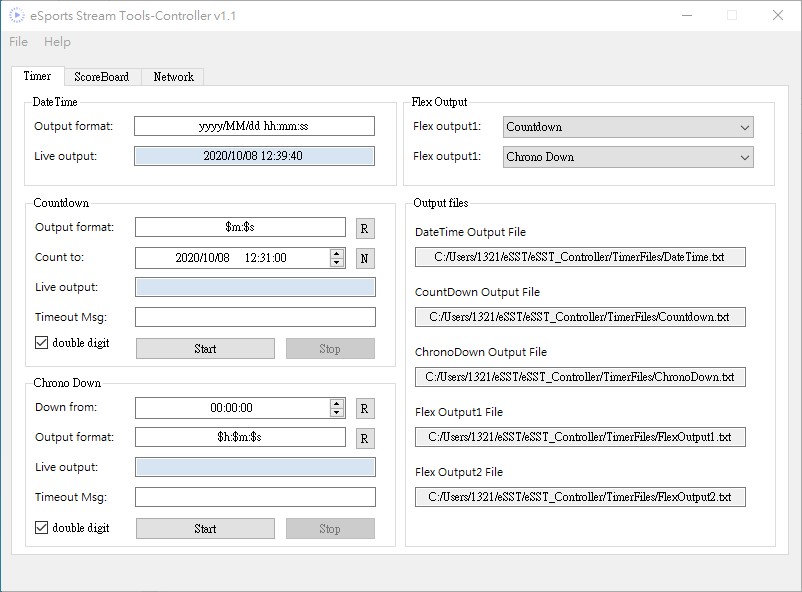 eSports Stream Tools-Controller v1.1
File Help
Timer ScoreBoard Network
DateTime
Output format: yyyy/MM/dd hh:mm:ss
Live output: 2020/10/08 12:39:40
Flex Output
Flex output1: Countdown
Flex output1: Chrono Down
Countdown
Output format: $m:$s R
Count to: 2020/10/08 12:31:00 N
Live output:
Timeout Msg:
double digit Start Stop
Chrono Down
Down from: 00:00:00 R
Output format: $h:$m:$s R
Live output:
Timeout Msg:
double digit Start Stop
Output files
DateTime Output File
C:/Users/1321/eSST/eSST_Controller/TimerFiles/DateTime.txt
CountDown Output File
C:/Users/1321/eSST/eSST_Controller/TimerFiles/Countdown.txt
ChronoDown Output File
C:/Users/1321/eSST/eSST_Controller/TimerFiles/ChronoDown.txt
Flex Output1 File
C:/Users/1321/eSST/eSST_Controller/TimerFiles/FlexOutput1.txt
Flex Output2 File
C:/Users/1321/eSST/eSST_Controller/TimerFiles/FlexOutput2.txt